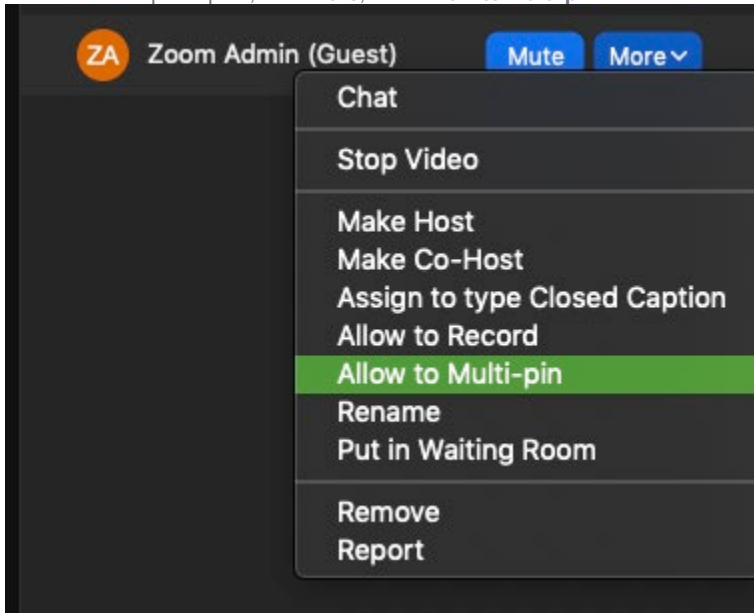 ZA Zoom Admin (Guest) Mute More
Chat
Stop Video
Make Host
Make Co-Host
Assign to type Closed Caption
Allow to Record
Allow to Multi-pin
Rename
Put in Waiting Room
Remove
Report